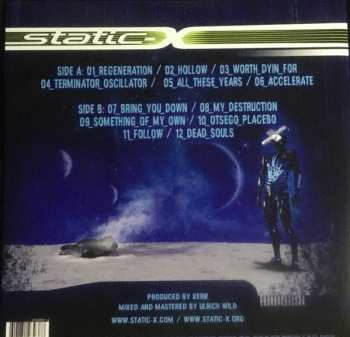 static-X
SIDE A: 01_REGENERATION / 02_HOLLOW / 03_WORTH_DYIN_FOR
04_TERMINATOR_OSCILLATOR / 05_ALL_THESE_YEARS / 06_ACCELERATE
SIDE B: 07_BRING_YOU_DOWN / 08_MY_DESTRUCTION
09_SOMETHING_OF_MY_OWN / 10_OTSEGO_PLACEBO
11_FOLLOW / 12_DEAD_SOULS
PRODUCED BY XER0
MIXED AND MASTERED BY ULRICH WILD
WWW.STATIC-X.COM / WWW.STATIC-X.ORG